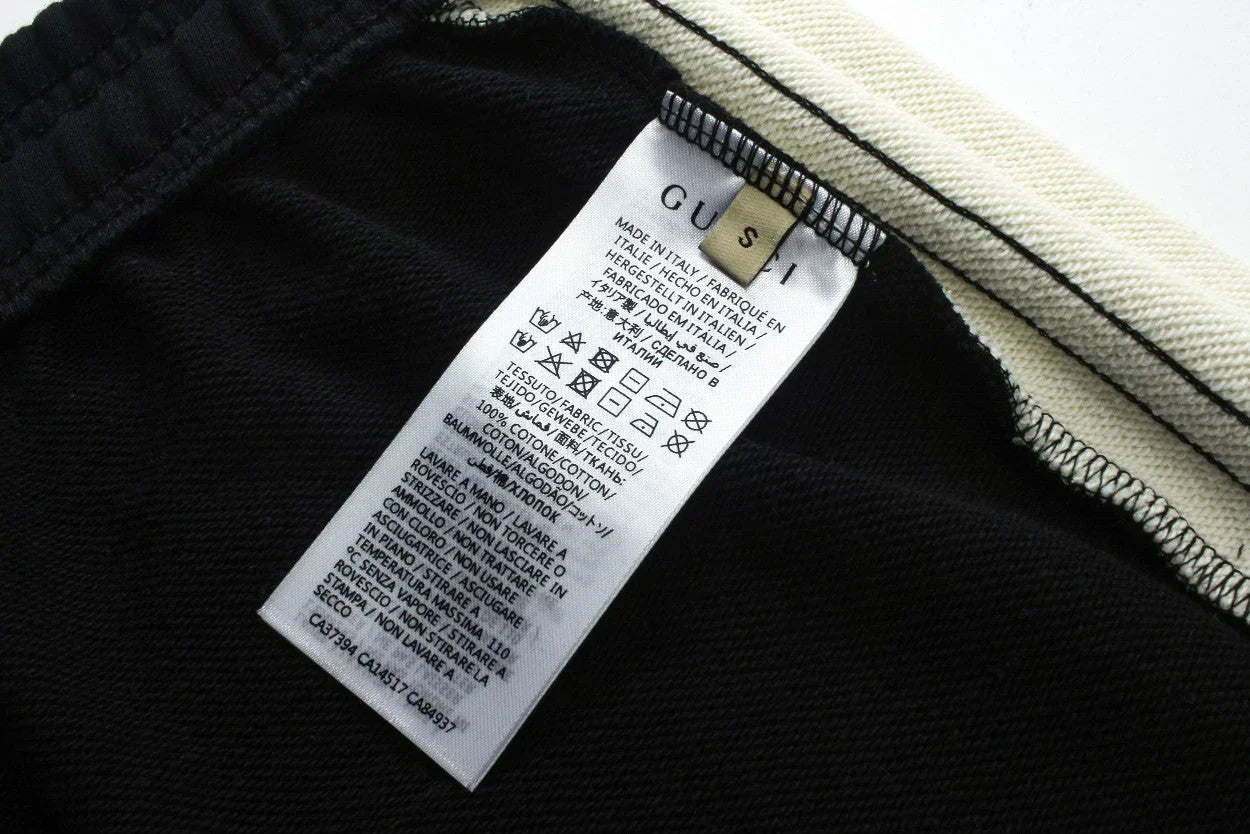 GUCCI
S
MADE IN ITALY / FABRIQUÉ EN
ITALIE / HECHO EN ITALIA /
HERGESTELLT IN ITALIEN /
FABRICADO EM ITALIA /
イタリア製 / صنع في إيطاليا /
产地:意大利 / СДЕЛАНО В
ИТАЛИИ
TESSUTO/FABRIC/TISSU/
TEJIDO/GEWEBE/TECIDO/
表地/قماش/面料/ТКАНЬ:
100% COTONE/COTTON/
COTON/ALGODON/
BAUMWOLLE/ALGODÃO/コットン/
قطن/棉/ХЛОПОК
LAVARE A MANO / LAVARE A
ROVESCIO / NON TORCERE O
STRIZZARE / NON LASCIARE IN
AMMOLLO / NON TRATTARE
CON CLORO / NON USARE
ASCIUGATRICE / ASCIUGARE
IN PIANO / STIRARE A
TEMPERATURA MASSIMA 110
°C SENZA VAPORE / STIRARE A
ROVESCIO / NON STIRARE LA
STAMPA / NON LAVARE A
SECCO
CA37394 CA14517 CA84937